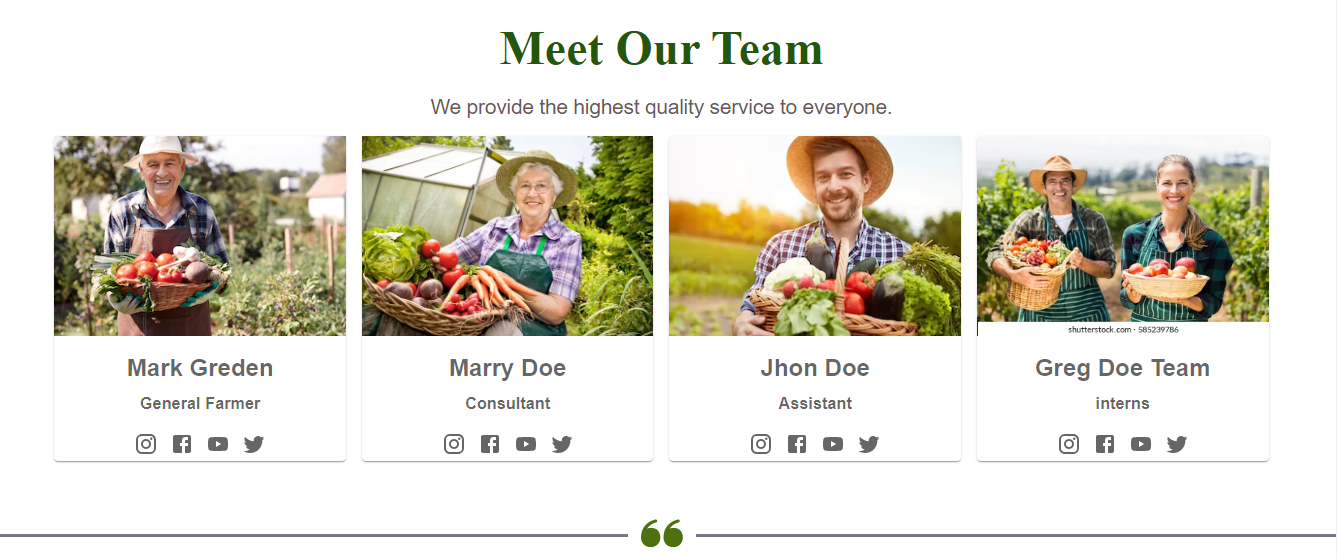 Meet Our Team
We provide the highest quality service to everyone.
shutterstock.com · 585239786
Mark Greden
General Farmer
Marry Doe
Consultant
Jhon Doe
Assistant
Greg Doe Team
interns